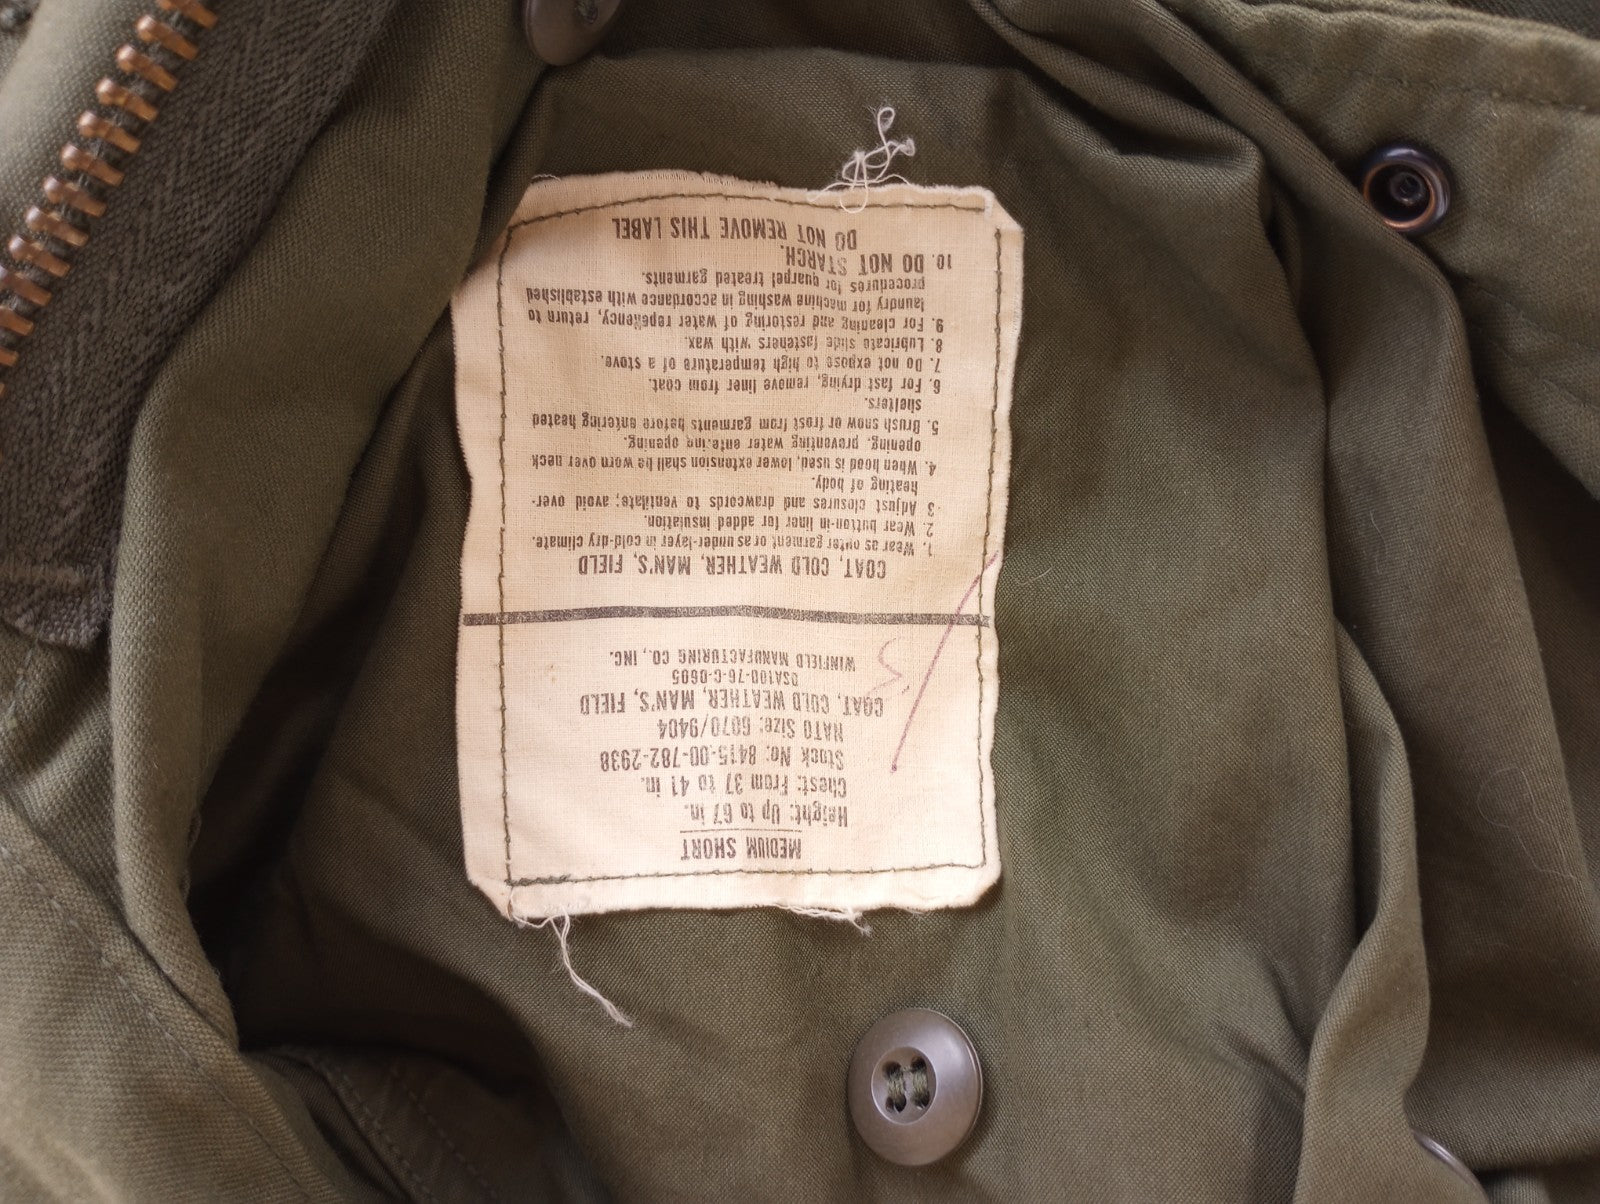 MEDIUM SHORT
Height: Up to 67 in.
Chest: From 37 to 41 in.
Stock No: 8415-00-782-2938
NATO Size: 6070/9404
COAT, COLD WEATHER, MAN'S, FIELD
DSA100-76-C-0605
WINFIELD MANUFACTURING CO., INC.
COAT, COLD WEATHER, MAN'S, FIELD
1. Wear as outer garment or as under-layer in cold-dry climate.
2. Wear button-in liner for added insulation.
3 Adjust closures and drawcords to ventilate; avoid over-
heating of body.
4. When hood is used, lower extension shall be worn over neck
opening, preventing water entering opening.
5. Brush snow or frost from garments before entering heated
shelters.
6. For fast drying, remove liner from coat.
7. Do not expose to high temperature of a stove.
8. Lubricate slide fasteners with wax.
9. For cleaning and restoring of water repellency, return to
laundry for machine washing in accordance with established
procedures for quarpel treated garments.
10. DO NOT STARCH.
DO NOT REMOVE THIS LABEL